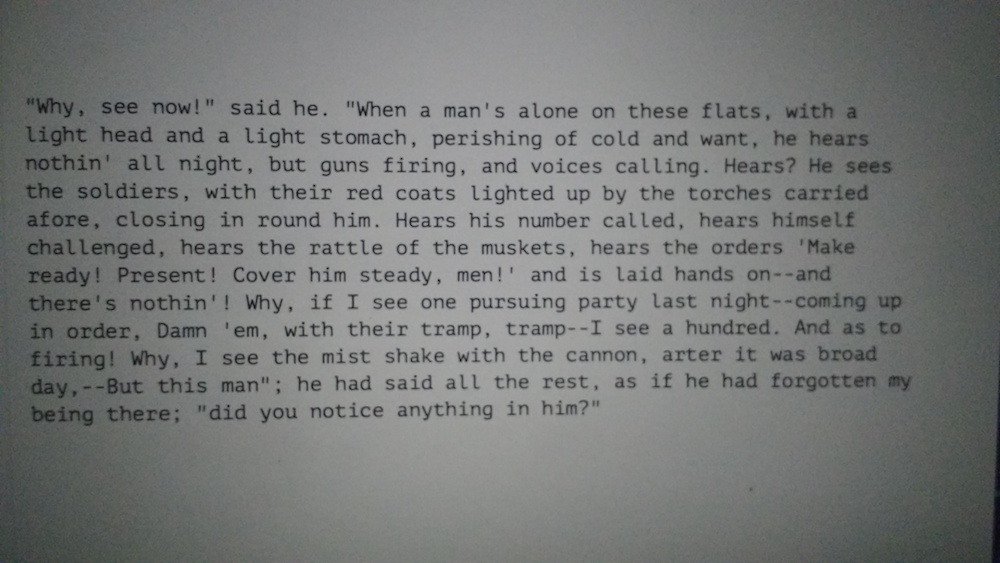 "Why, see now!" said he. "When a man's alone on these flats, with a
light head and a light stomach, perishing of cold and want, he hears
nothin' all night, but guns firing, and voices calling. Hears? He sees
the soldiers, with their red coats lighted up by the torches carried
afore, closing in round him. Hears his number called, hears himself
challenged, hears the rattle of the muskets, hears the orders 'Make
ready! Present! Cover him steady, men!' and is laid hands on--and
there's nothin'! Why, if I see one pursuing party last night--coming up
in order, Damn 'em, with their tramp, tramp--I see a hundred. And as to
firing! Why, I see the mist shake with the cannon, arter it was broad
day,--But this man"; he had said all the rest, as if he had forgotten my
being there; "did you notice anything in him?"